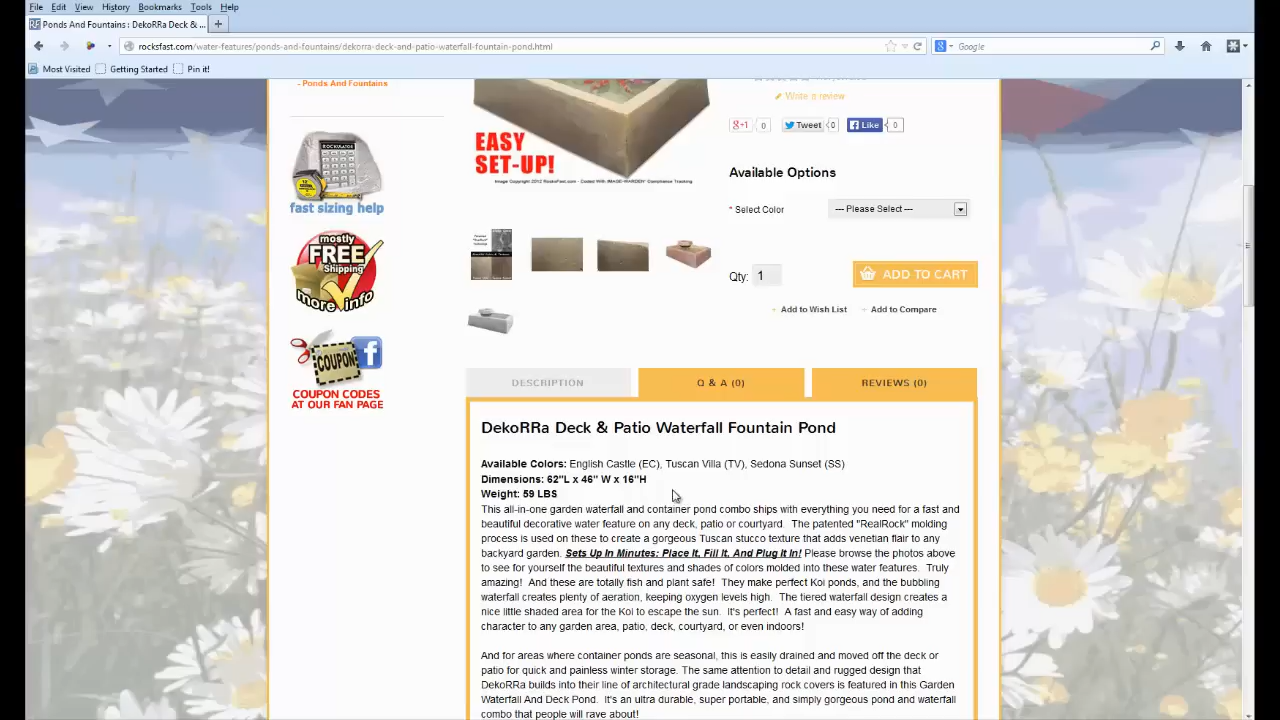 File Edit View History Bookmarks Tools Help
Ponds And Fountains : DekoRRa Deck & ...
rocksfast.com/water-features/ponds-and-fountains/dekorra-deck-and-patio-waterfall-fountain-pond.html
Google
Most Visited Getting Started Pin it!
- Ponds And Fountains
Write a review
+1 0 Tweet 0 Like 0
EASY
SET-UP!
Available Options
* Select Color --- Please Select ---
fast sizing help
mostly
FREE
Shipping
more info
Qty: 1 ADD TO CART
Add to Wish List Add to Compare
COUPON
COUPON CODES
AT OUR FAN PAGE
DESCRIPTION Q & A (0) REVIEWS (0)
DekoRRa Deck & Patio Waterfall Fountain Pond
Available Colors: English Castle (EC), Tuscan Villa (TV), Sedona Sunset (SS)
Dimensions: 62"L x 46" W x 16"H
Weight: 59 LBS
This all-in-one garden waterfall and container pond combo ships with everything you need for a fast and
beautiful decorative water feature on any deck, patio or courtyard. The patented "RealRock" molding
process is used on these to create a gorgeous Tuscan stucco texture that adds venetian flair to any
backyard garden. Sets Up In Minutes: Place It, Fill It, And Plug It In! Please browse the photos above
to see for yourself the beautiful textures and shades of colors molded into these water features. Truly
amazing! And these are totally fish and plant safe! They make perfect Koi ponds, and the bubbling
waterfall creates plenty of aeration, keeping oxygen levels high. The tiered waterfall design creates a
nice little shaded area for the Koi to escape the sun. It's perfect! A fast and easy way of adding
character to any garden area, patio, deck, courtyard, or even indoors!
And for areas where container ponds are seasonal, this is easily drained and moved off the deck or
patio for quick and painless winter storage. The same attention to detail and rugged design that
DekoRRa builds into their line of architectural grade landscaping rock covers is featured in this Garden
Waterfall And Deck Pond. It's an ultra durable, super portable, and simply gorgeous pond and waterfall
combo that people will rave about!